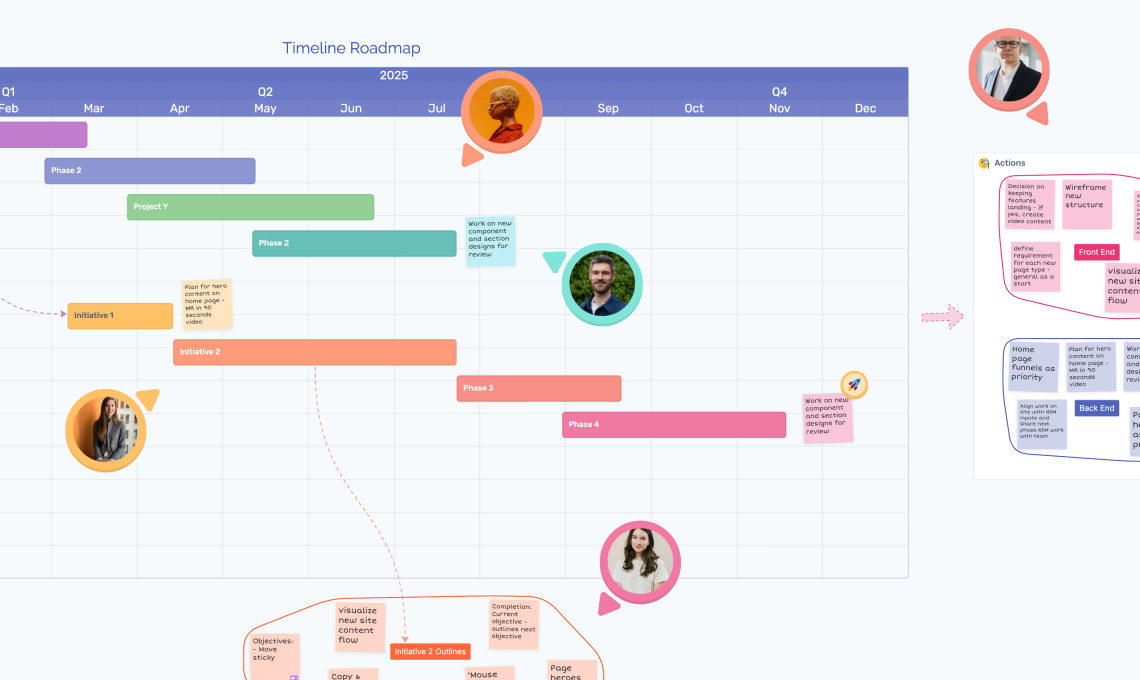 Timeline Roadmap
2025
Q1
Q2
Q4
Feb
Mar
Apr
May
Jun
Jul
Sep
Oct
Nov
Dec
Phase 2
Project Y
Phase 2
Work on new
component
and section
designs for
review
Plan for hero
content on
home page -
MA in 90
seconds
video
Initiative 1
Initiative 2
Phase 3
Phase 4
Work on new
component
and section
designs for
review
Actions
Decision on
keeping
features
landing - if
yes, create
video content
Wireframe
new
structure
define
requirement
for each new
page type -
general as a
start
Front End
visualiz
new sit
content
flow
Home
page
funnels as
priority
Plan for hero
content on
home page -
MA in 90
seconds
video
Wor
com
and
desi
revi
Align work on
site with NSM
inputs and
share next
phase NSM work
with team
Back End
Pa
he
as
pr
visualize
new site
content
flow
Completion:
Current
objective -
outlines next
objective
Objectives:
- Move
sticky
Initiative 2 Outlines
Copy &
'Mouse
Page
heroes